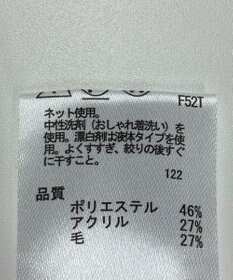 F52T
ネット使用。
中性洗剤（おしゃれ着洗い）を
使用。漂白剤は液体タイプを使
用。よくすすぎ、絞りの後すぐ
に干すこと。
122
品質
ポリエステル 46%
アクリル 27%
毛 27%